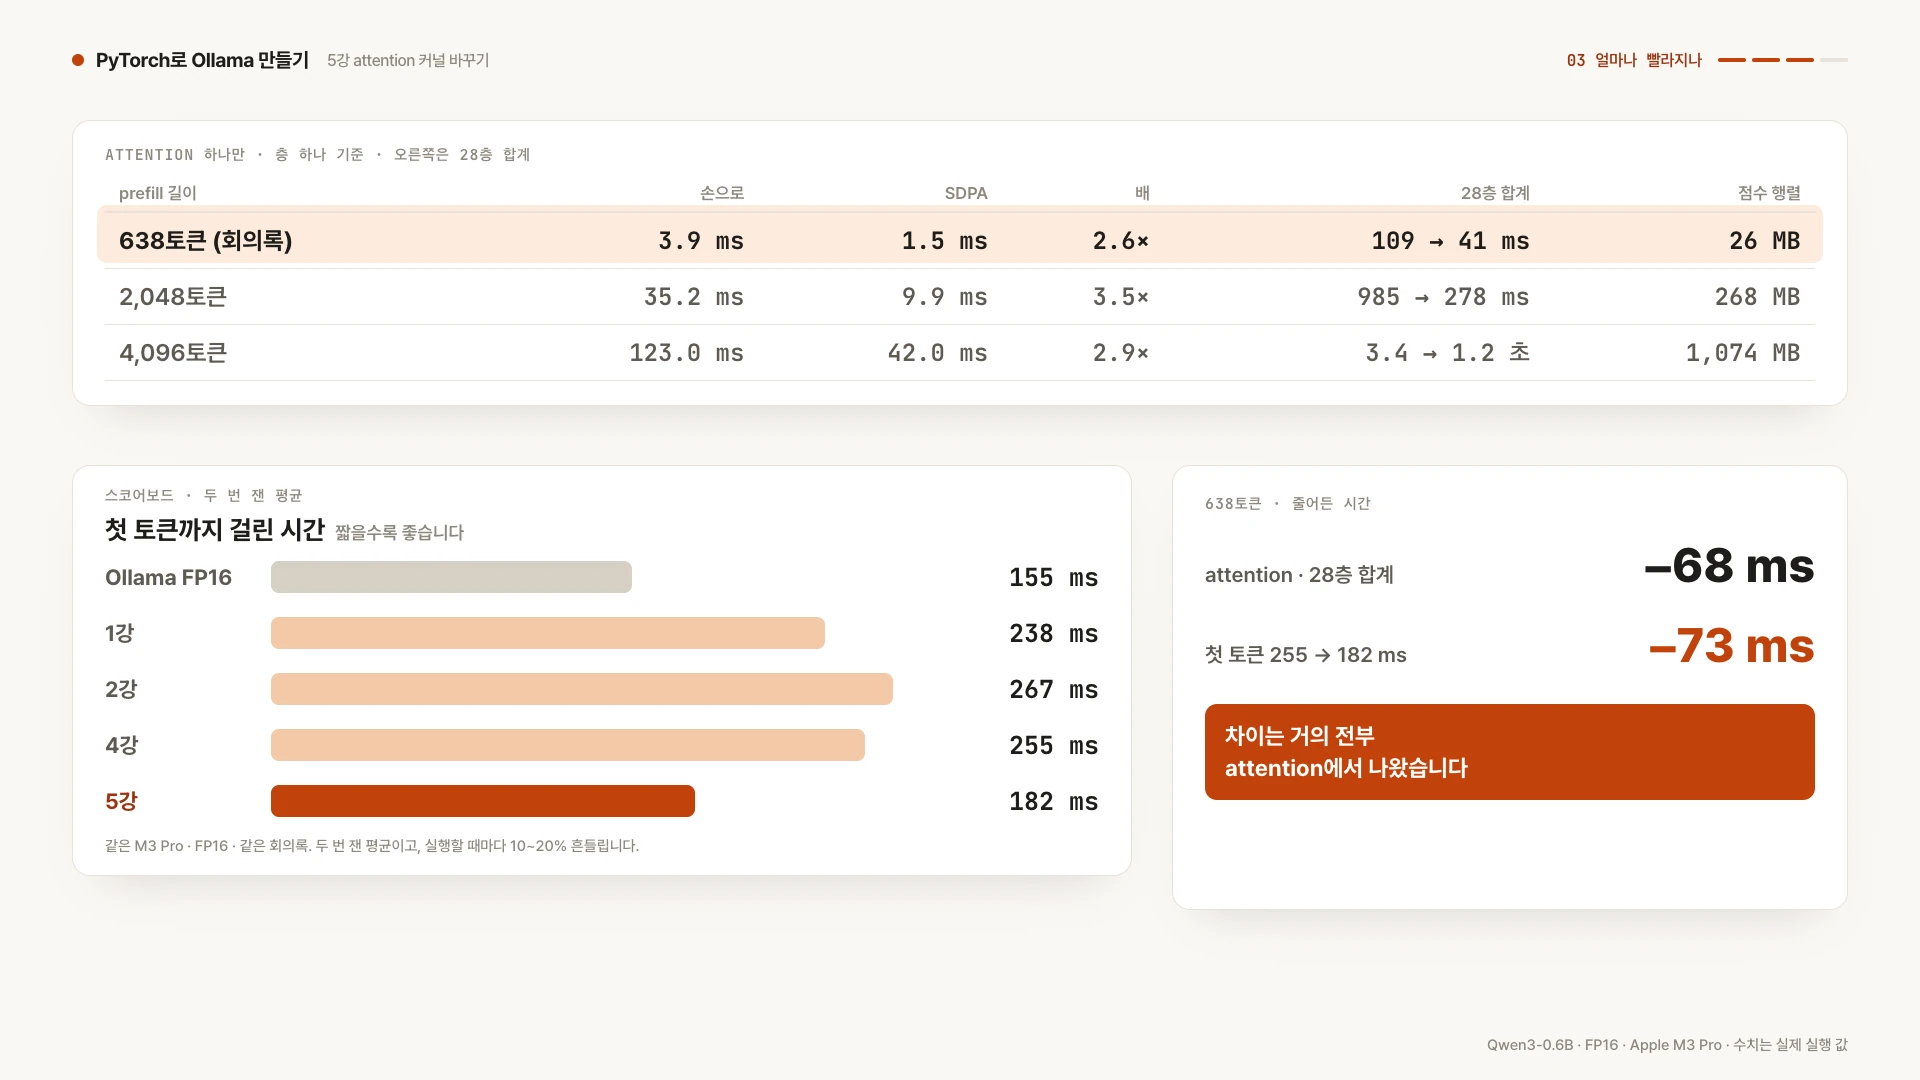 PyTorch로 Ollama 만들기 5강 attention 커널 바꾸기
03 얼마나 빨라지나
ATTENTION 하나만 · 층 하나 기준 · 오른쪽은 28층 합계
prefill 길이 손으로 SDPA 배 28층 합계 점수 행렬
638토큰 (회의록) 3.9 ms 1.5 ms 2.6× 109 → 41 ms 26 MB
2,048토큰 35.2 ms 9.9 ms 3.5× 985 → 278 ms 268 MB
4,096토큰 123.0 ms 42.0 ms 2.9× 3.4 → 1.2 초 1,074 MB
스코어보드 · 두 번 잰 평균
첫 토큰까지 걸린 시간 짧을수록 좋습니다
Ollama FP16 155 ms
1강 238 ms
2강 267 ms
4강 255 ms
5강 182 ms
같은 M3 Pro · FP16 · 같은 회의록. 두 번 잰 평균이고, 실행할 때마다 10~20% 흔들립니다.
638토큰 · 줄어든 시간
attention · 28층 합계 –68 ms
첫 토큰 255 → 182 ms –73 ms
차이는 거의 전부
attention에서 나왔습니다
Qwen3-0.6B · FP16 · Apple M3 Pro · 수치는 실제 실행 값